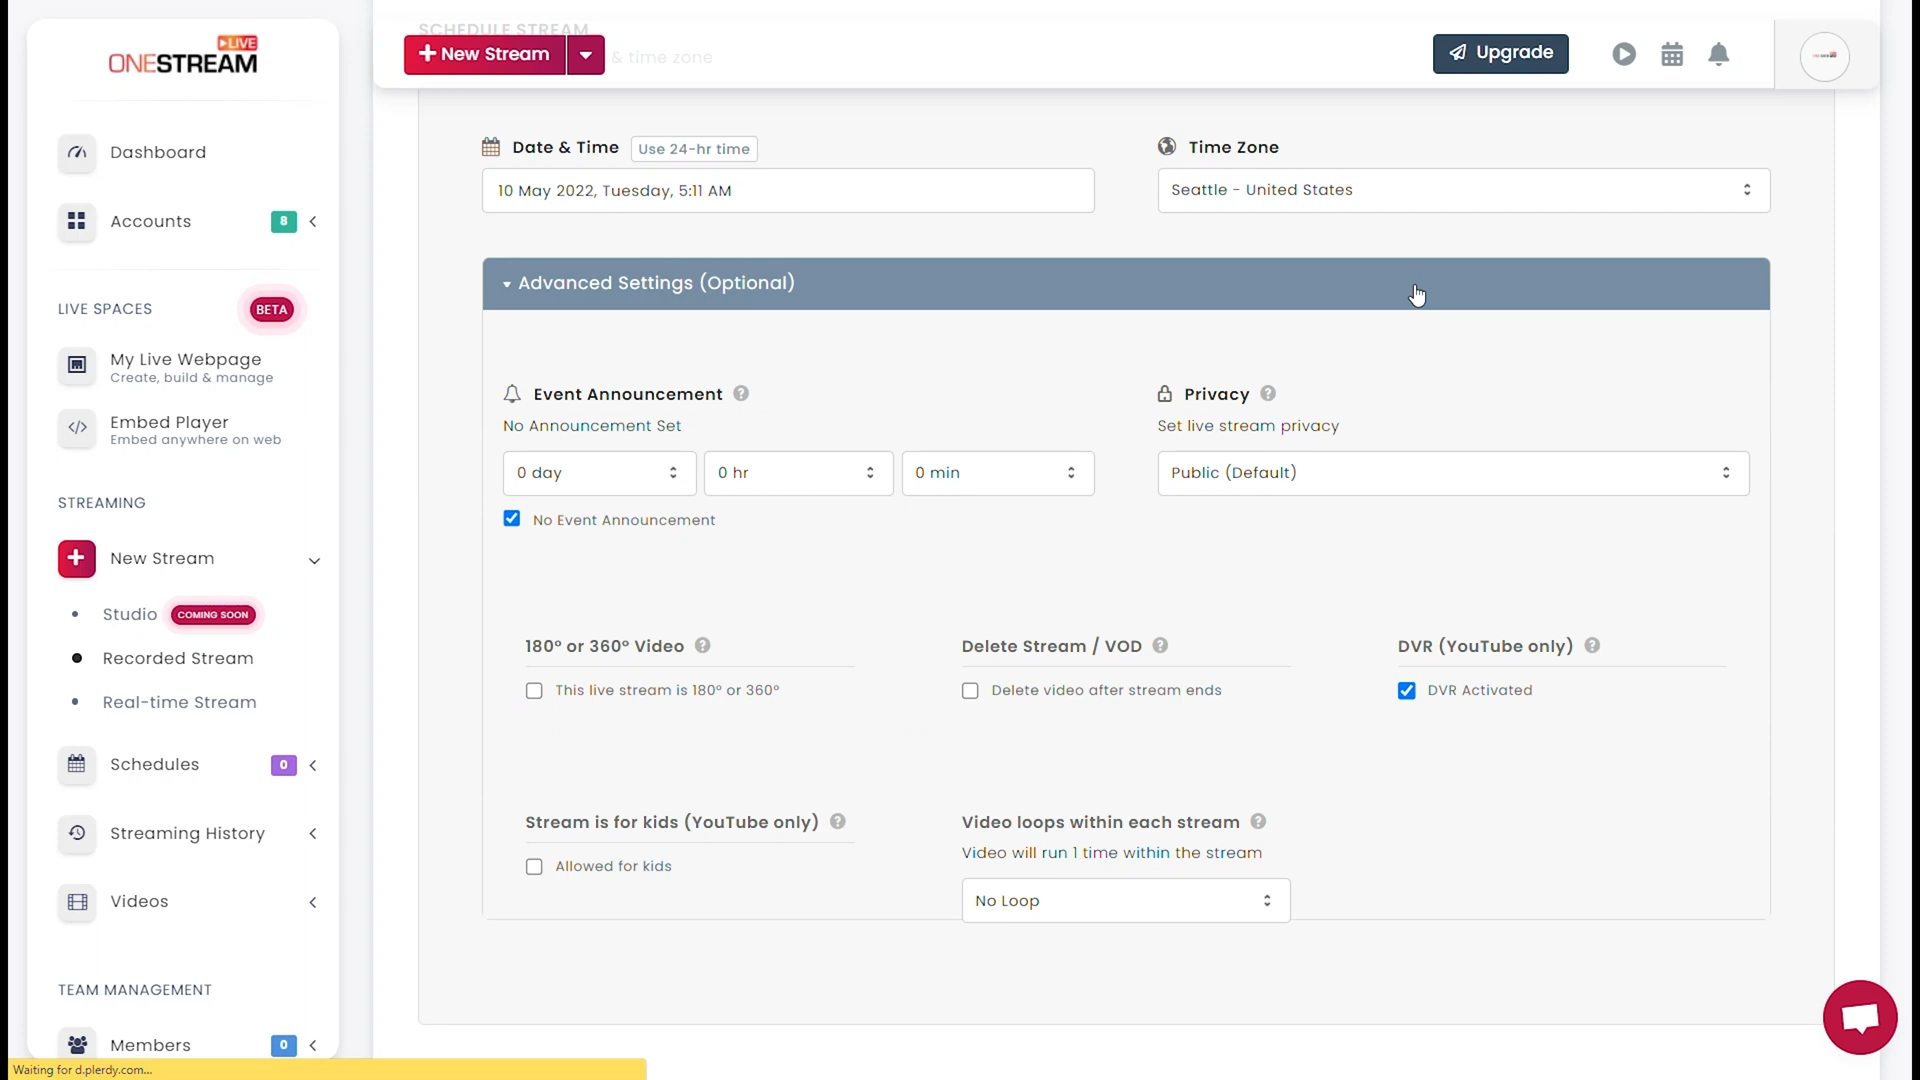 LIVE
ONESTREAM
Dashboard
Accounts 8
LIVE SPACES BETA
My Live Webpage
Create, build & manage
Embed Player
Embed anywhere on web
STREAMING
New Stream
Studio COMING SOON
Recorded Stream
Real-time Stream
Schedules 0
Streaming History
Videos
TEAM MANAGEMENT
Members 0
Waiting for d.plerdy.com...
SCHEDULE STREAM
New Stream
& time zone
Upgrade
Date & Time Use 24-hr time
10 May 2022, Tuesday, 5:11 AM
Time Zone
Seattle - United States
Advanced Settings (Optional)
Event Announcement
No Announcement Set
0 day 0 hr 0 min
No Event Announcement
Privacy
Set live stream privacy
Public (Default)
180° or 360° Video
This live stream is 180° or 360°
Delete Stream / VOD
Delete video after stream ends
DVR (YouTube only)
DVR Activated
Stream is for kids (YouTube only)
Allowed for kids
Video loops within each stream
Video will run 1 time within the stream
No Loop